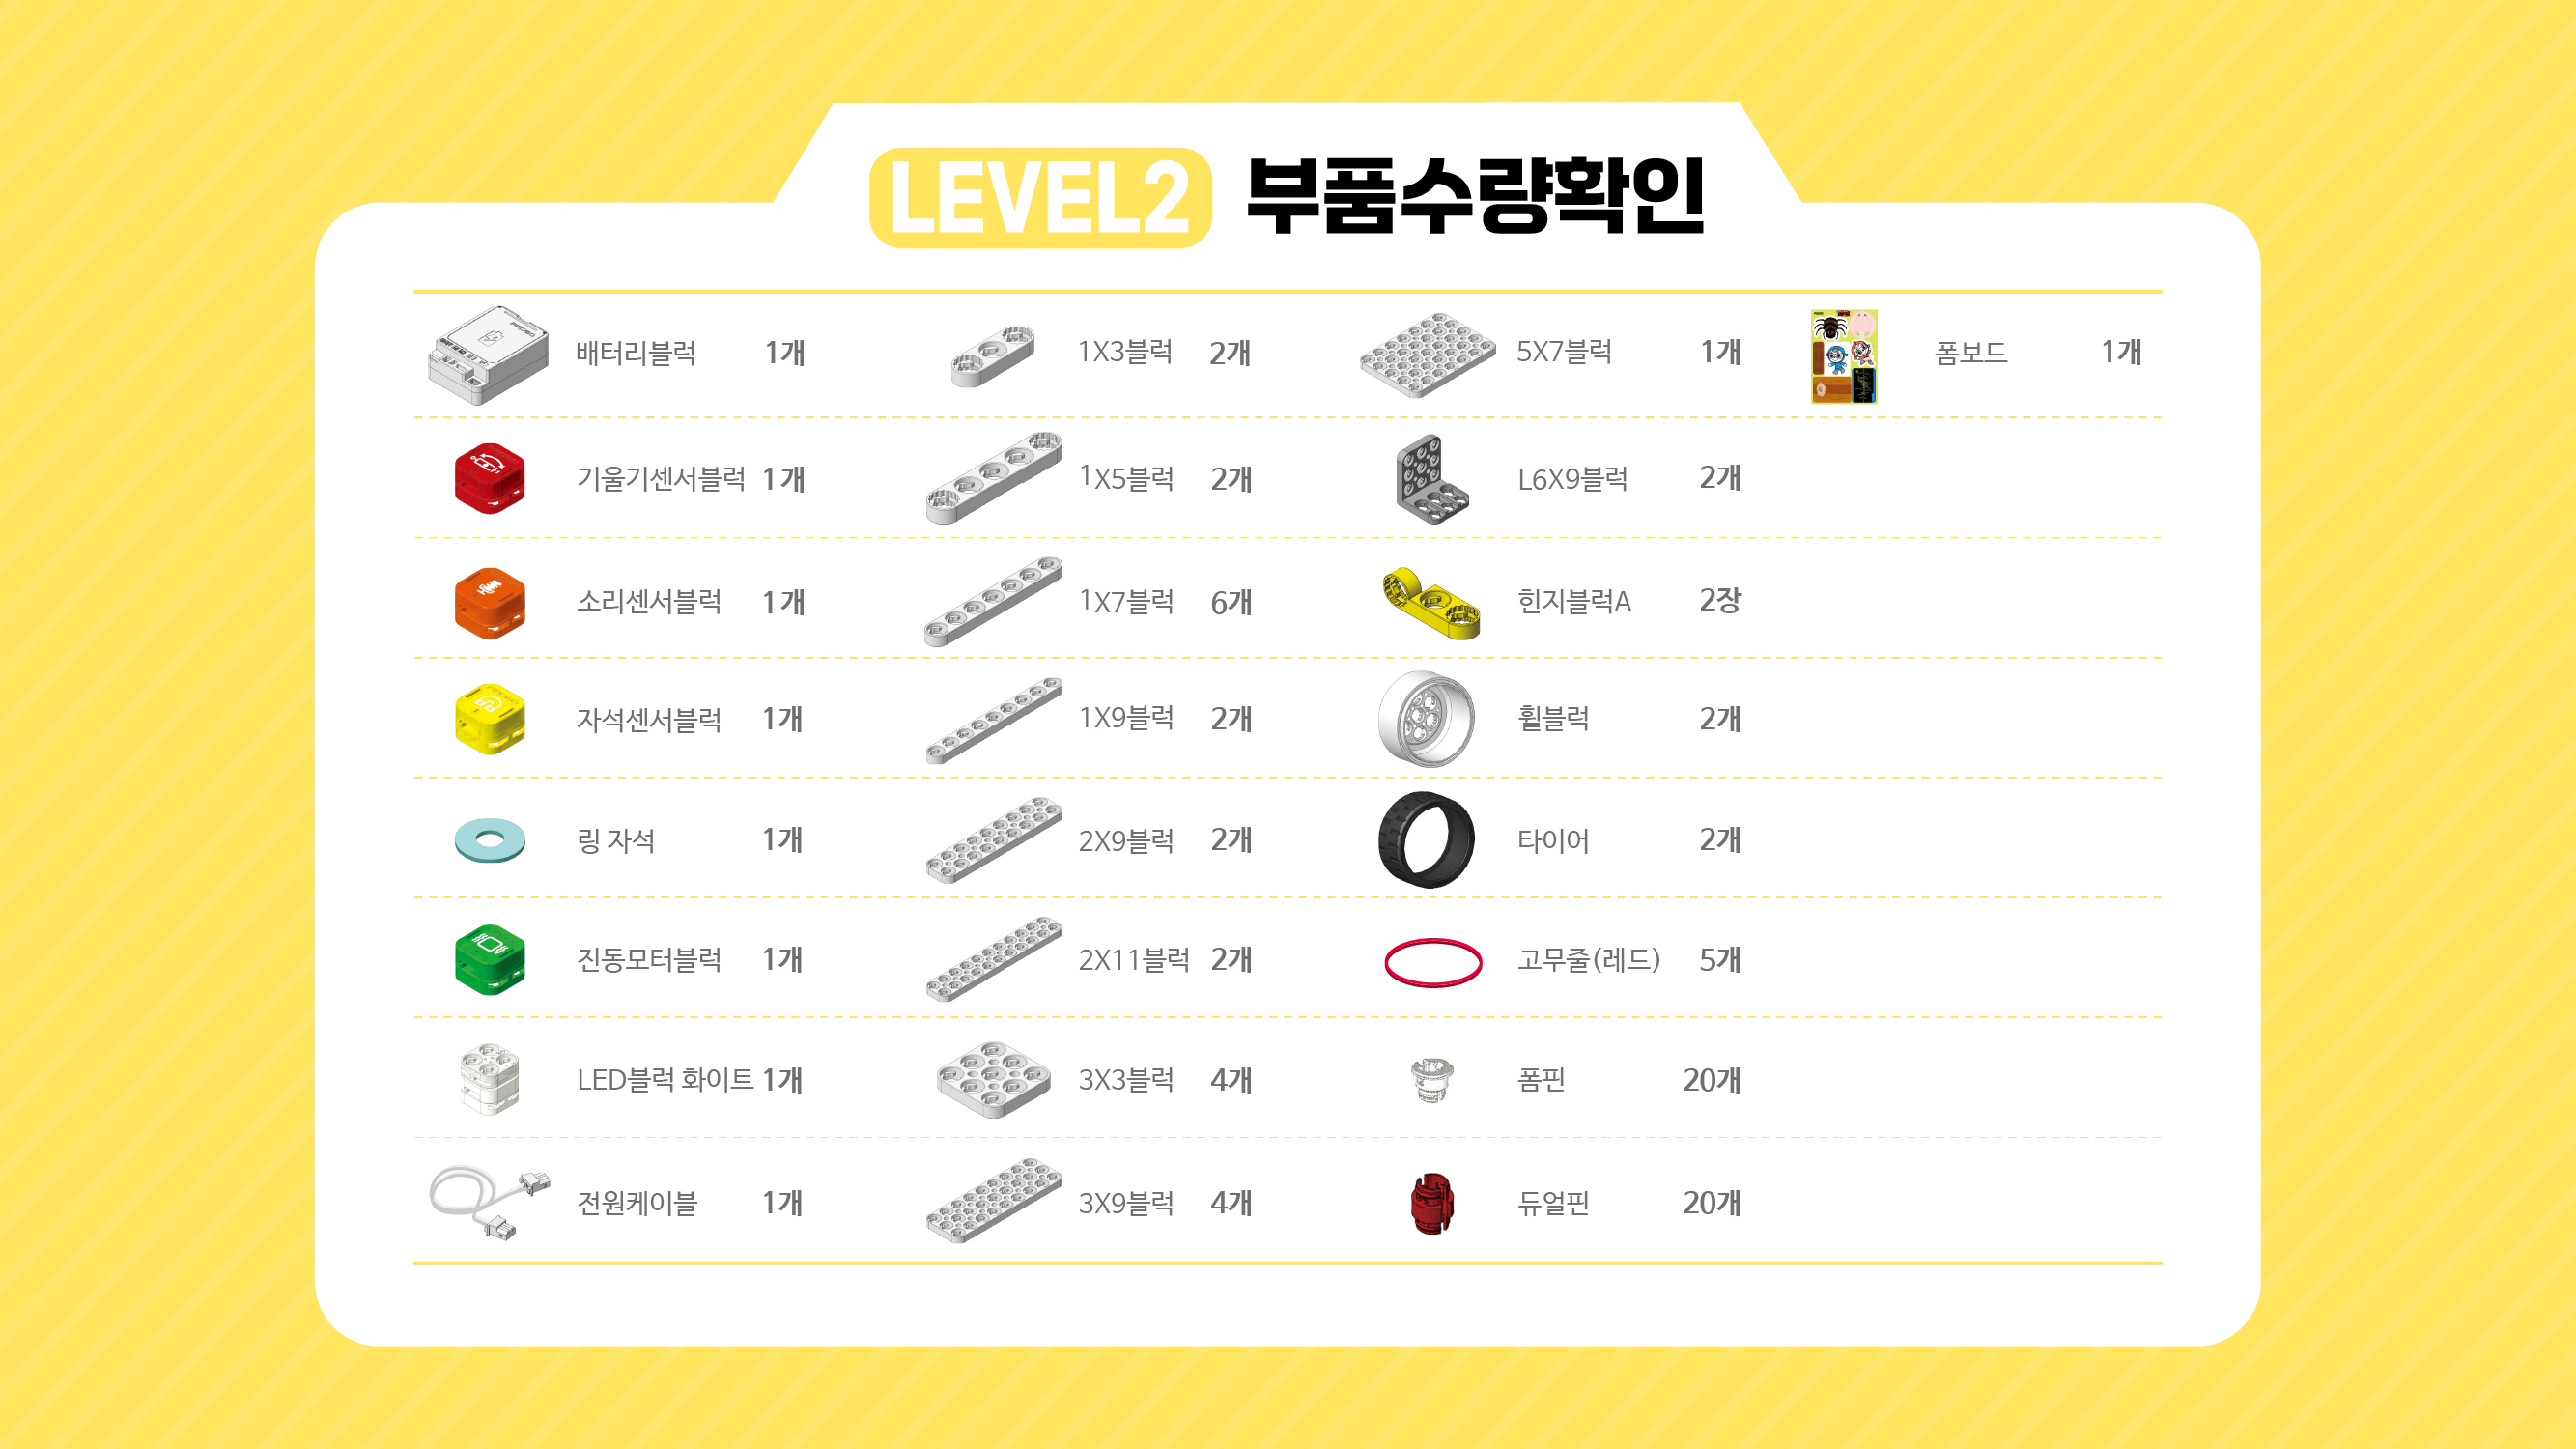 LEVEL2 부품수량확인
배터리블럭 1개 1X3블럭 2개 5X7블럭 1개 폼보드 1개
기울기센서블럭 1개 1X5블럭 2개 L6X9블럭 2개
소리센서블럭 1개 1X7블럭 6개 힌지블럭A 2장
자석센서블럭 1개 1X9블럭 2개 휠블럭 2개
링 자석 1개 2X9블럭 2개 타이어 2개
진동모터블럭 1개 2X11블럭 2개 고무줄(레드) 5개
LED블럭 화이트 1개 3X3블럭 4개 폼핀 20개
전원케이블 1개 3X9블럭 4개 듀얼핀 20개